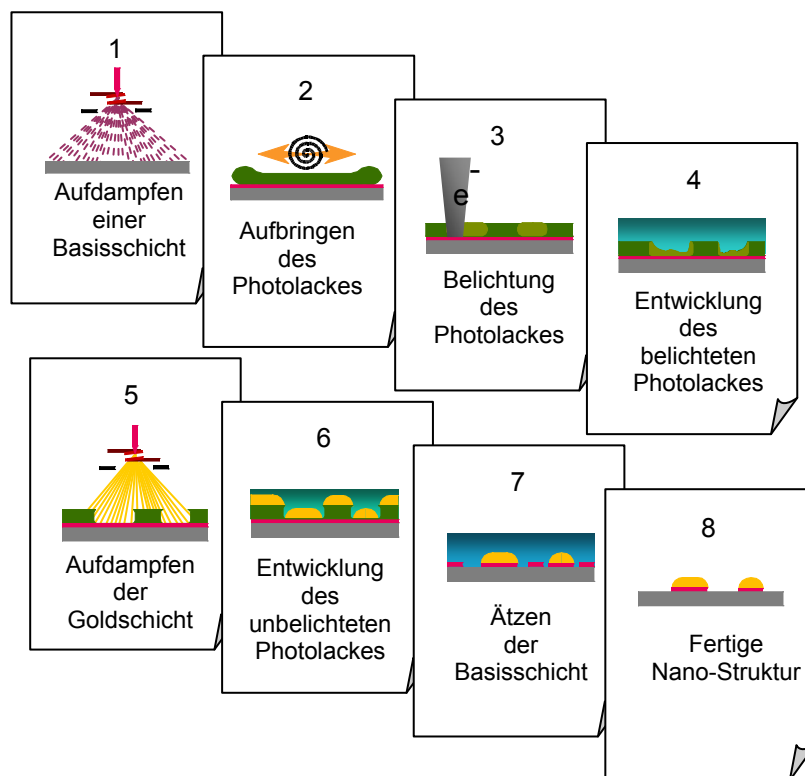 1
Aufdampfen
einer
Basisschicht
2
Aufbringen
des
Photolackes
3
e-
Belichtung
des
Photolackes
4
Entwicklung
des
belichteten
Photolackes
5
Aufdampfen
der
Goldschicht
6
Entwicklung
des
unbelichteten
Photolackes
7
Ätzen
der
Basisschicht
8
Fertige
Nano-Struktur